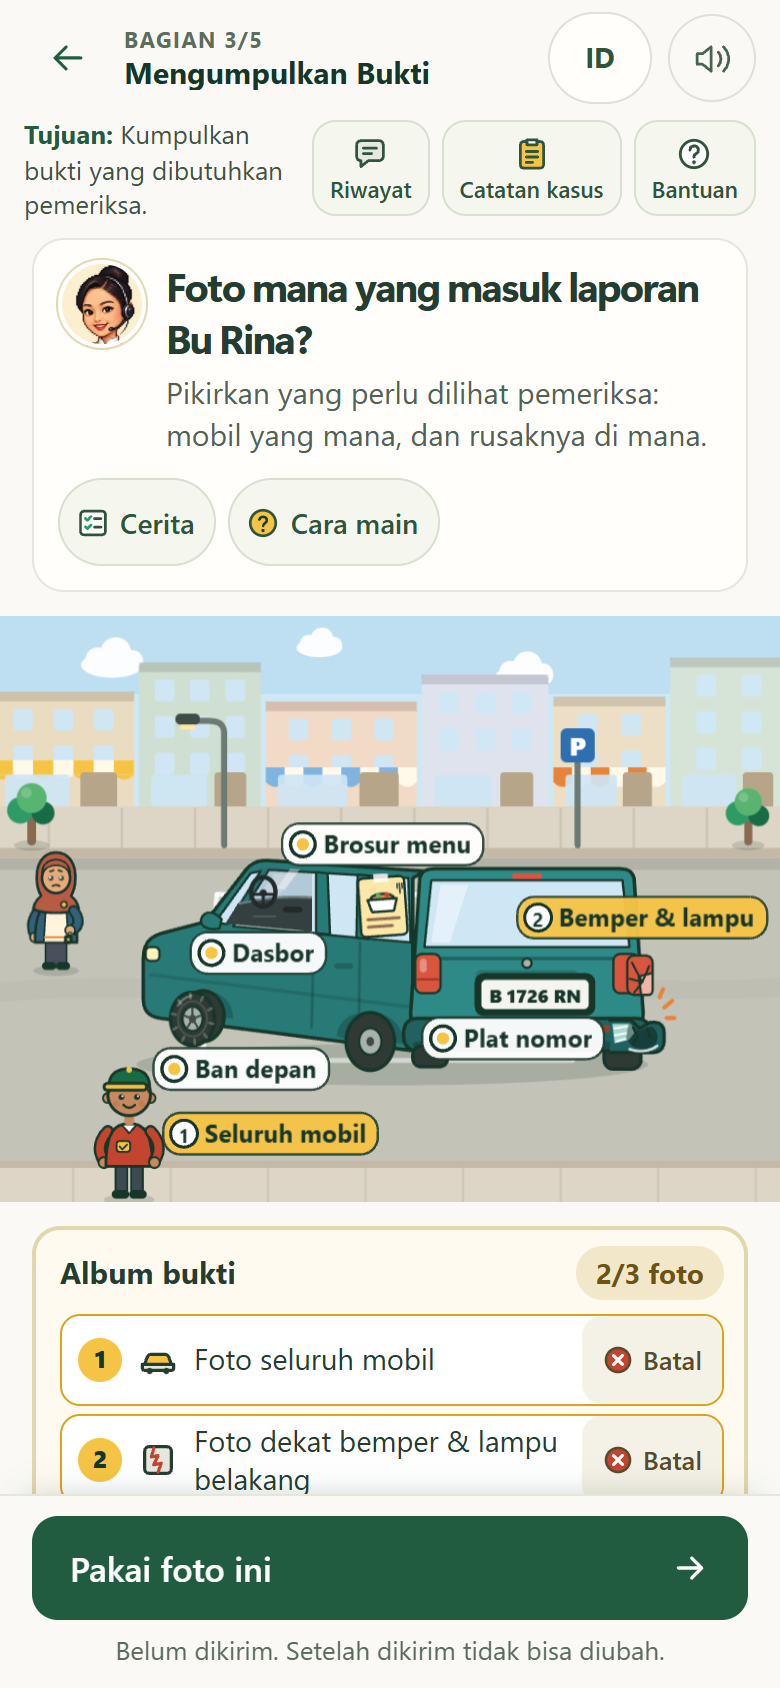 BAGIAN 3/5
Mengumpulkan Bukti
ID
Tujuan: Kumpulkan
bukti yang dibutuhkan
pemeriksa.
Riwayat
Catatan kasus
Bantuan
Foto mana yang masuk laporan
Bu Rina?
Pikirkan yang perlu dilihat pemeriksa:
mobil yang mana, dan rusaknya di mana.
Cerita
Cara main
P
Brosur menu
2 Bemper & lampu
Dasbor
B 1726 RN
Plat nomor
Ban depan
1 Seluruh mobil
Album bukti
2/3 foto
1 Foto seluruh mobil
Batal
2 Foto dekat bemper & lampu
belakang
Batal
Pakai foto ini
Belum dikirim. Setelah dikirim tidak bisa diubah.